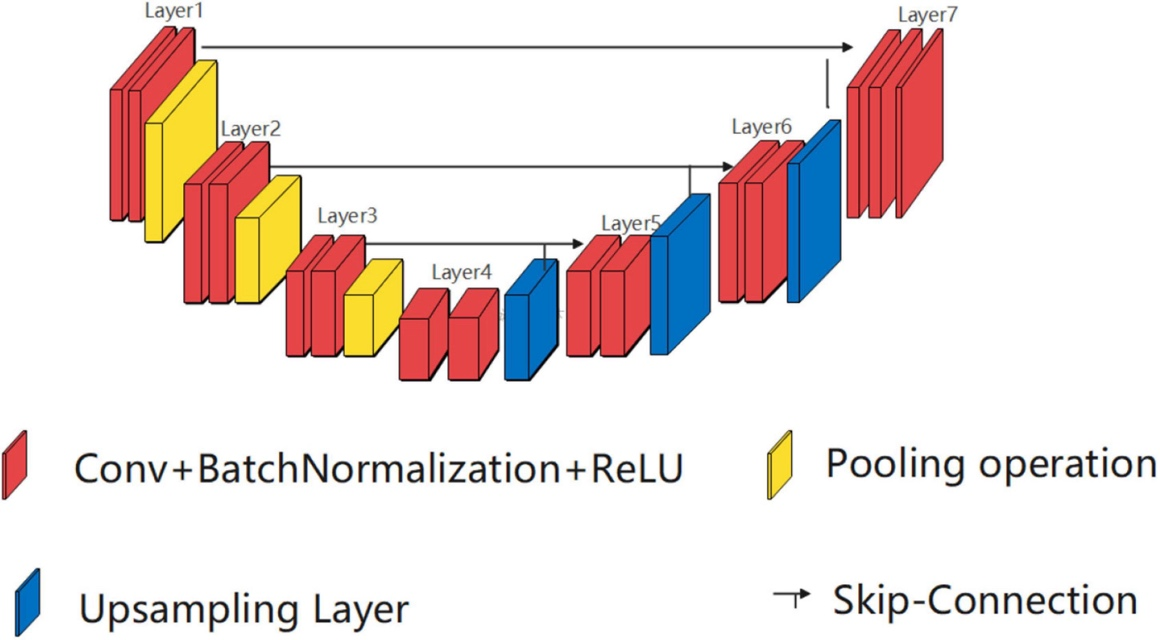 Layer1
Layer7
Layer2
Layer6
Layer3
Layer5
Layer4
Conv+BatchNormalization+ReLU
Pooling operation
Upsampling Layer
Skip-Connection